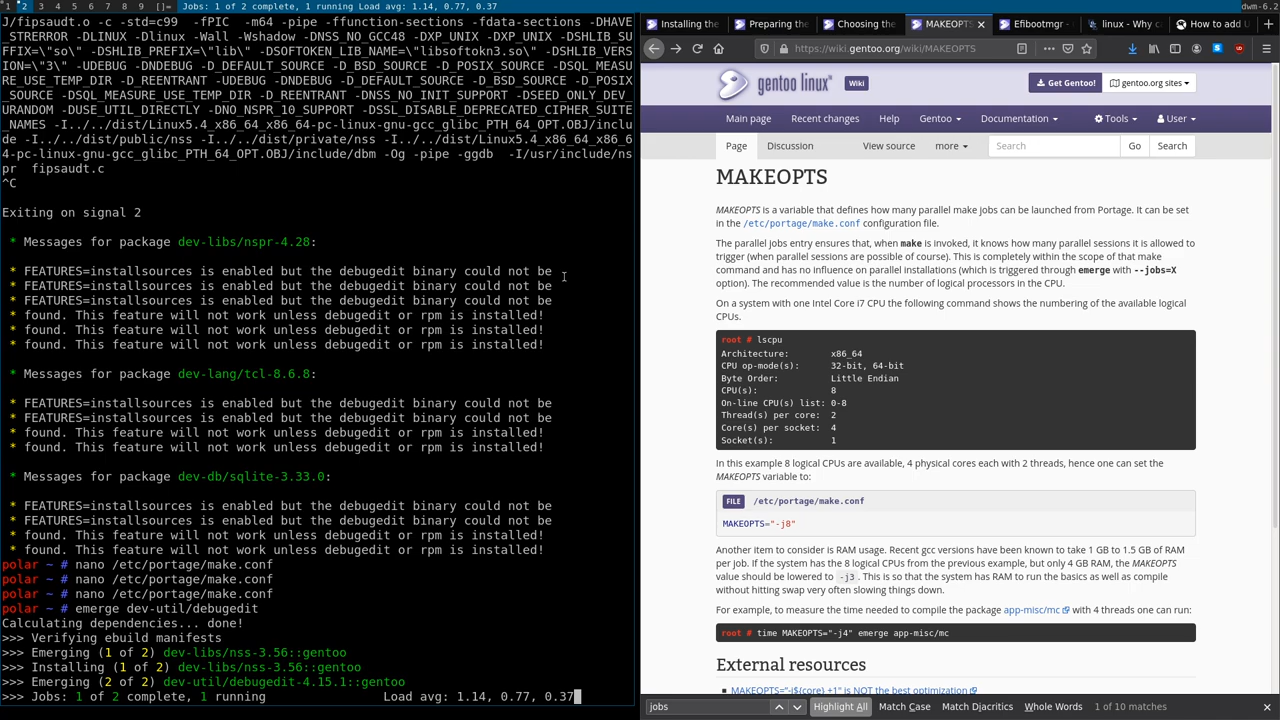 1 2 3 4 5 6 7 8 9 []= Jobs: 1 of 2 complete, 1 running Load avg: 1.14, 0.77, 0.37
dwm-6.2
J/fipsaudt.o -c -std=c99  -fPIC  -m64 -pipe -ffunction-sections -fdata-sections -DHAVE
_STRERROR -DLINUX -Dlinux -Wall -Wshadow -DNSS_NO_GCC48 -DXP_UNIX -DXP_UNIX -DSHLIB_SU
FFIX=\"so\" -DSHLIB_PREFIX=\"lib\" -DSOFTOKEN_LIB_NAME=\"libsoftokn3.so\" -DSHLIB_VERS
ION=\"3\" -UDEBUG -DNDEBUG -D_DEFAULT_SOURCE -D_BSD_SOURCE -D_POSIX_SOURCE -DSQL_MEASU
RE_USE_TEMP_DIR -D_REENTRANT -UDEBUG -DNDEBUG -D_DEFAULT_SOURCE -D_BSD_SOURCE -D_POSIX
_SOURCE -DSQL_MEASURE_USE_TEMP_DIR -D_REENTRANT -DNSS_NO_INIT_SUPPORT -DSEED_ONLY_DEV_
URANDOM -DUSE_UTIL_DIRECTLY -DNO_NSPR_10_SUPPORT -DSSL_DISABLE_DEPRECATED_CIPHER_SUITE
_NAMES -I../../dist/Linux5.4_x86_64_x86_64-pc-linux-gnu-gcc_glibc_PTH_64_OPT.OBJ/inclu
de -I../../dist/public/nss -I../../dist/private/nss -I../../dist/Linux5.4_x86_64_x86_6
4-pc-linux-gnu-gcc_glibc_PTH_64_OPT.OBJ/include/dbm -Og -pipe -ggdb  -I/usr/include/ns
pr  fipsaudt.c
^C
Exiting on signal 2
* Messages for package dev-libs/nspr-4.28:
* FEATURES=installsources is enabled but the debugedit binary could not be
* FEATURES=installsources is enabled but the debugedit binary could not be
* FEATURES=installsources is enabled but the debugedit binary could not be
* found. This feature will not work unless debugedit or rpm is installed!
* found. This feature will not work unless debugedit or rpm is installed!
* found. This feature will not work unless debugedit or rpm is installed!
* Messages for package dev-lang/tcl-8.6.8:
* FEATURES=installsources is enabled but the debugedit binary could not be
* FEATURES=installsources is enabled but the debugedit binary could not be
* found. This feature will not work unless debugedit or rpm is installed!
* found. This feature will not work unless debugedit or rpm is installed!
* Messages for package dev-db/sqlite-3.33.0:
* FEATURES=installsources is enabled but the debugedit binary could not be
* FEATURES=installsources is enabled but the debugedit binary could not be
* found. This feature will not work unless debugedit or rpm is installed!
* found. This feature will not work unless debugedit or rpm is installed!
polar ~ # nano /etc/portage/make.conf
polar ~ # nano /etc/portage/make.conf
polar ~ # nano /etc/portage/make.conf
polar ~ # emerge dev-util/debugedit
Calculating dependencies... done!
>>> Verifying ebuild manifests
>>> Emerging (1 of 2) dev-libs/nss-3.56::gentoo
>>> Installing (1 of 2) dev-libs/nss-3.56::gentoo
>>> Emerging (2 of 2) dev-util/debugedit-4.15.1::gentoo
>>> Jobs: 1 of 2 complete, 1 running Load avg: 1.14, 0.77, 0.37
Installing the
Preparing the
Choosing the
MAKEOPTS
Efibootmgr -
linux - Why c
How to add U
https://wiki.gentoo.org/wiki/MAKEOPTS
gentoo linux
Wiki
Get Gentoo!
gentoo.org sites
Main page Recent changes Help Gentoo Documentation Tools User
Page Discussion View source more Search Go Search
MAKEOPTS
MAKEOPTS is a variable that defines how many parallel make jobs can be launched from Portage. It can be set
in the /etc/portage/make.conf configuration file.
The parallel jobs entry ensures that, when make is invoked, it knows how many parallel sessions it is allowed to
trigger (when parallel sessions are possible of course). This is completely within the scope of that make
command and has no influence on parallel installations (which is triggered through emerge with --jobs=X
option). The recommended value is the number of logical processors in the CPU.
On a system with one Intel Core i7 CPU the following command shows the numbering of the available logical
CPUs.
root # lscpu
Architecture: x86_64
CPU op-mode(s): 32-bit, 64-bit
Byte Order: Little Endian
CPU(s): 8
On-line CPU(s) list: 0-8
Thread(s) per core: 2
Core(s) per socket: 4
Socket(s): 1
In this example 8 logical CPUs are available, 4 physical cores each with 2 threads, hence one can set the
MAKEOPTS variable to:
FILE /etc/portage/make.conf
MAKEOPTS="-j8"
Another item to consider is RAM usage. Recent gcc versions have been known to take 1 GB to 1.5 GB of RAM
per job. If the system has the 8 logical CPUs from the previous example, but only 4 GB RAM, the MAKEOPTS
value should be lowered to -j3. This is so that the system has RAM to run the basics as well as compile
without hitting swap very often slowing things down.
For example, to measure the time needed to compile the package app-misc/mc with 4 threads one can run:
root # time MAKEOPTS="-j4" emerge app-misc/mc
External resources
MAKEOPTS="-j${core} +1" is NOT the best optimization
jobs
Highlight All Match Case Match Diacritics Whole Words 1 of 10 matches